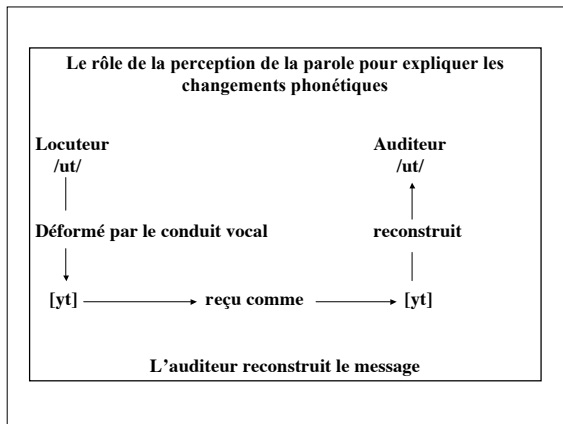 Le rôle de la perception de la parole pour expliquer les
changements phonétiques
Locuteur
/ut/
Auditeur
/ut/
Déformé par le conduit vocal
reconstruit
[yt]
reçu comme
[yt]
L'auditeur reconstruit le message